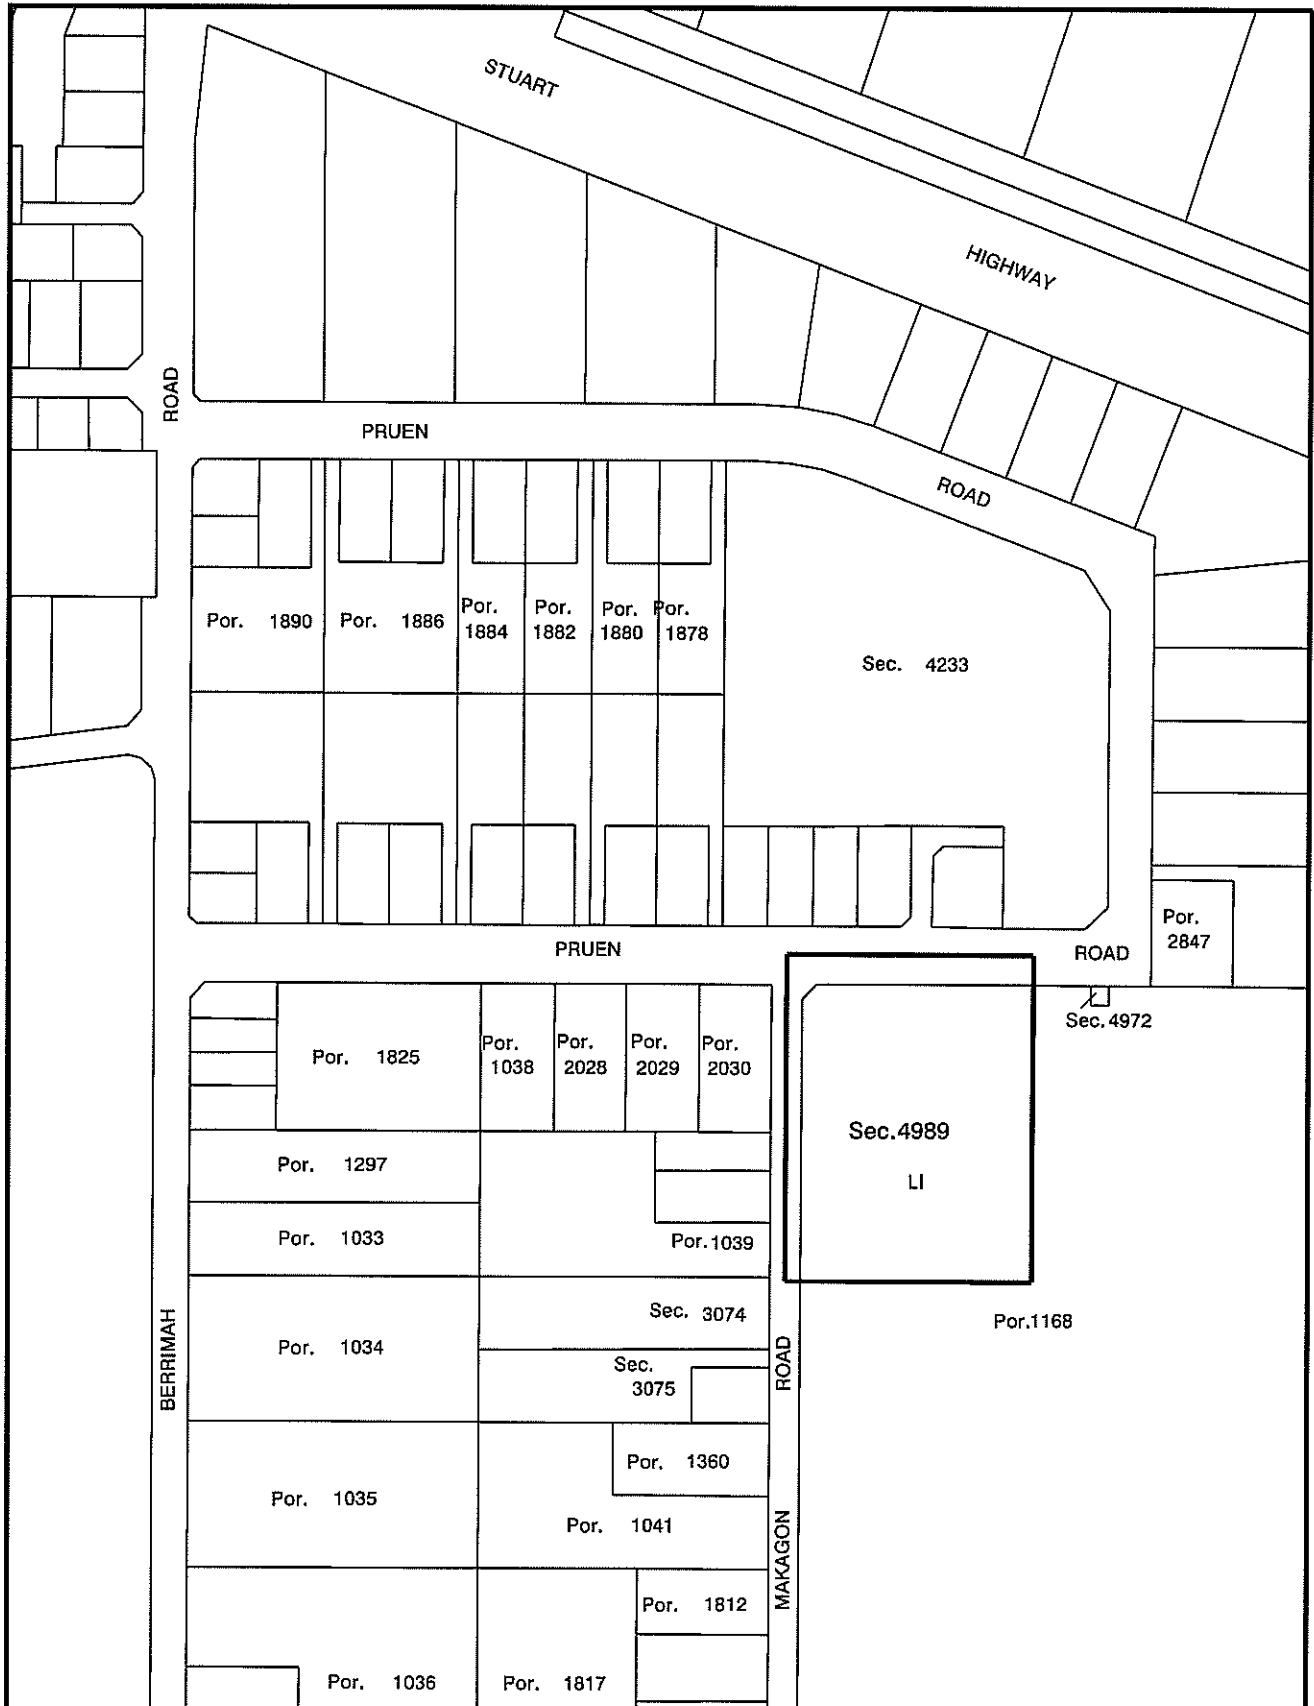 STUART
HIGHWAY
ROAD
PRUEN
ROAD
Por. 1890
Por. 1886
Por.
1884
Por.
1882
Por.
1880
Por.
1878
Sec. 4233
Por.
2847
PRUEN
ROAD
Sec. 4972
Por. 1825
Por.
1038
Por.
2028
Por.
2029
Por.
2030
Sec.4989
LI
Por. 1297
Por. 1033
Por.1039
Sec. 3074
Por.1168
BERRIMAH
Por. 1034
ROAD
Sec.
3075
Por. 1360
Por. 1035
Por. 1041
MAKAGON
Por. 1812
Por. 1036
Por. 1817